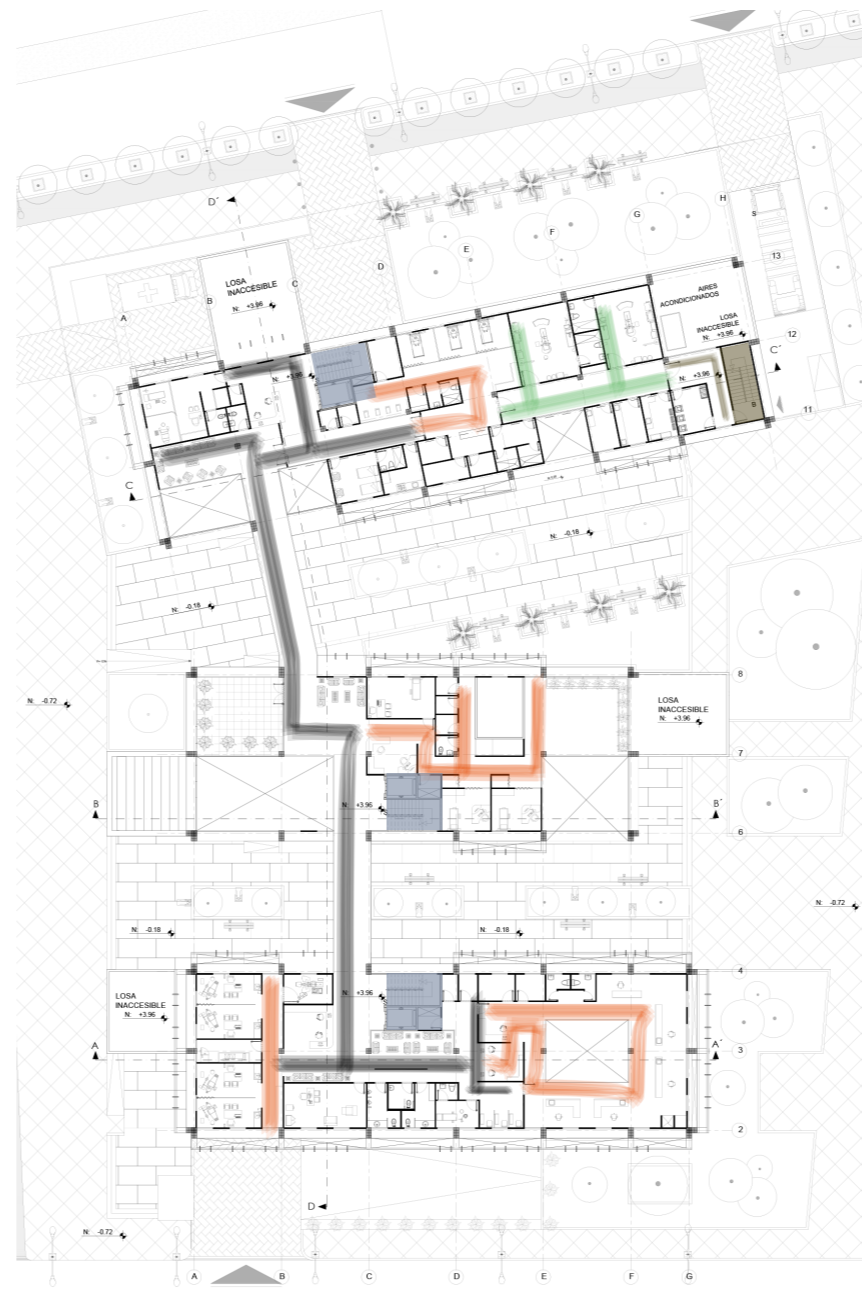 D´
H
G
S
F
E
13
D
LOSA
INACCESIBLE
N: +3.96
C
B
A
AIRES
ACONDICIONADOS
LOSA
INACCESIBLE
N: +3.96
12
C´
N: +3.96
N: +3.96
11
C
N: -0.18
N: -0.18
8
N: -0.72
LOSA
INACCESIBLE
N: +3.96
7
B
N: +3.96
B´
6
N: -0.72
N: -0.18
N: -0.18
4
LOSA
INACCESIBLE
N: +3.96
N: +3.96
A
A´
3
2
D
N: -0.72
A
B
C
D
E
F
G